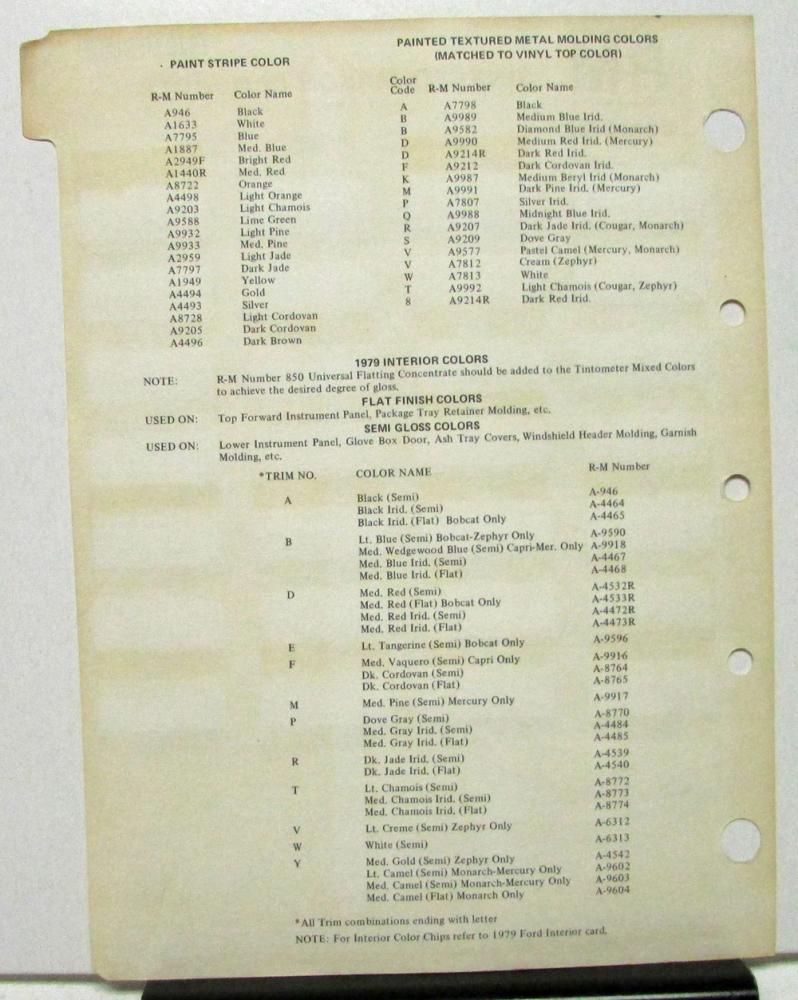 PAINT STRIPE COLOR
R-M Number Color Name
A946 Black
A1633 White
A7795 Blue
A1887 Med. Blue
A2949F Bright Red
A1440R Med. Red
A8722 Orange
A4498 Light Orange
A9203 Light Chamois
A9588 Lime Green
A9932 Light Pine
A9933 Med. Pine
A2959 Light Jade
A7797 Dark Jade
A1949 Yellow
A4494 Gold
A4493 Silver
A8728 Light Cordovan
A9205 Dark Cordovan
A4496 Dark Brown
PAINTED TEXTURED METAL MOLDING COLORS
(MATCHED TO VINYL TOP COLOR)
Color
Code R-M Number Color Name
A A7798 Black
B A9989 Medium Blue Irid.
B A9582 Diamond Blue Irid (Monarch)
D A9990 Medium Red Irid. (Mercury)
D A9214R Dark Red Irid.
F A9212 Dark Cordovan Irid.
K A9987 Medium Beryl Irid (Monarch)
M A9991 Dark Pine Irid. (Mercury)
P A7807 Silver Irid.
Q A9988 Midnight Blue Irid.
R A9207 Dark Jade Irid. (Cougar, Monarch)
S A9209 Dove Gray
V A9577 Pastel Camel (Mercury, Monarch)
V A7812 Cream (Zephyr)
W A7813 White
T A9992 Light Chamois (Cougar, Zephyr)
8 A9214R Dark Red Irid.
1979 INTERIOR COLORS
NOTE: R-M Number 850 Universal Flatting Concentrate should be added to the Tintometer Mixed Colors
to achieve the desired degree of gloss.
FLAT FINISH COLORS
USED ON: Top Forward Instrument Panel, Package Tray Retainer Molding, etc.
SEMI GLOSS COLORS
USED ON: Lower Instrument Panel, Glove Box Door, Ash Tray Covers, Windshield Header Molding, Garnish
Molding, etc.
*TRIM NO. COLOR NAME R-M Number
A Black (Semi) A-946
Black Irid. (Semi) A-4464
Black Irid. (Flat) Bobcat Only A-4465
B Lt. Blue (Semi) Bobcat-Zephyr Only A-9590
Med. Wedgewood Blue (Semi) Capri-Mer. Only A-9918
Med. Blue Irid. (Semi) A-4467
Med. Blue Irid. (Flat) A-4468
D Med. Red (Semi) A-4532R
Med. Red (Flat) Bobcat Only A-4533R
Med. Red Irid. (Semi) A-4472R
Med. Red Irid. (Flat) A-4473R
E Lt. Tangerine (Semi) Bobcat Only A-9596
F Med. Vaquero (Semi) Capri Only A-9916
Dk. Cordovan (Semi) A-8764
Dk. Cordovan (Flat) A-8765
M Med. Pine (Semi) Mercury Only A-9917
P Dove Gray (Semi) A-8770
Med. Gray Irid. (Semi) A-4484
Med. Gray Irid. (Flat) A-4485
R Dk. Jade Irid. (Semi) A-4539
Dk. Jade Irid. (Flat) A-4540
T Lt. Chamois (Semi) A-8772
Med. Chamois Irid. (Semi) A-8773
Med. Chamois Irid. (Flat) A-8774
V Lt. Creme (Semi) Zephyr Only A-6312
W White (Semi) A-6313
Y Med. Gold (Semi) Zephyr Only A-4542
Lt. Camel (Semi) Monarch-Mercury Only A-9602
Med. Camel (Semi) Monarch-Mercury Only A-9603
Med. Camel (Flat) Monarch Only A-9604
*All Trim combinations ending with letter
NOTE: For Interior Color Chips refer to 1979 Ford Interior card.